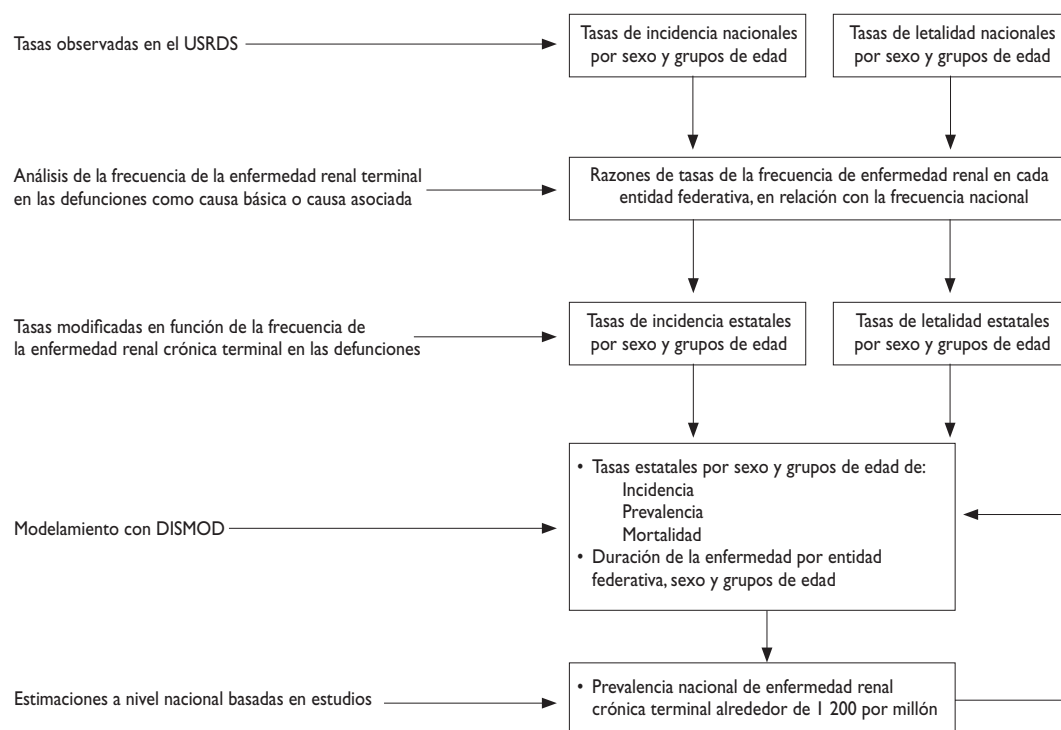 Tasas observadas en el USRDS
Tasas de incidencia nacionales
por sexo y grupos de edad
Tasas de letalidad nacionales
por sexo y grupos de edad
Análisis de la frecuencia de la enfermedad renal terminal
en las defunciones como causa básica o causa asociada
Razones de tasas de la frecuencia de enfermedad renal en cada
entidad federativa, en relación con la frecuencia nacional
Tasas modificadas en función de la frecuencia de
la enfermedad renal crónica terminal en las defunciones
Tasas de incidencia estatales
por sexo y grupos de edad
Tasas de letalidad estatales
por sexo y grupos de edad
Modelamiento con DISMOD
• Tasas estatales por sexo y grupos de edad de:
Incidencia
Prevalencia
Mortalidad
• Duración de la enfermedad por entidad
federativa, sexo y grupos de edad
Estimaciones a nivel nacional basadas en estudios
• Prevalencia nacional de enfermedad renal
crónica terminal alrededor de 1 200 por millón